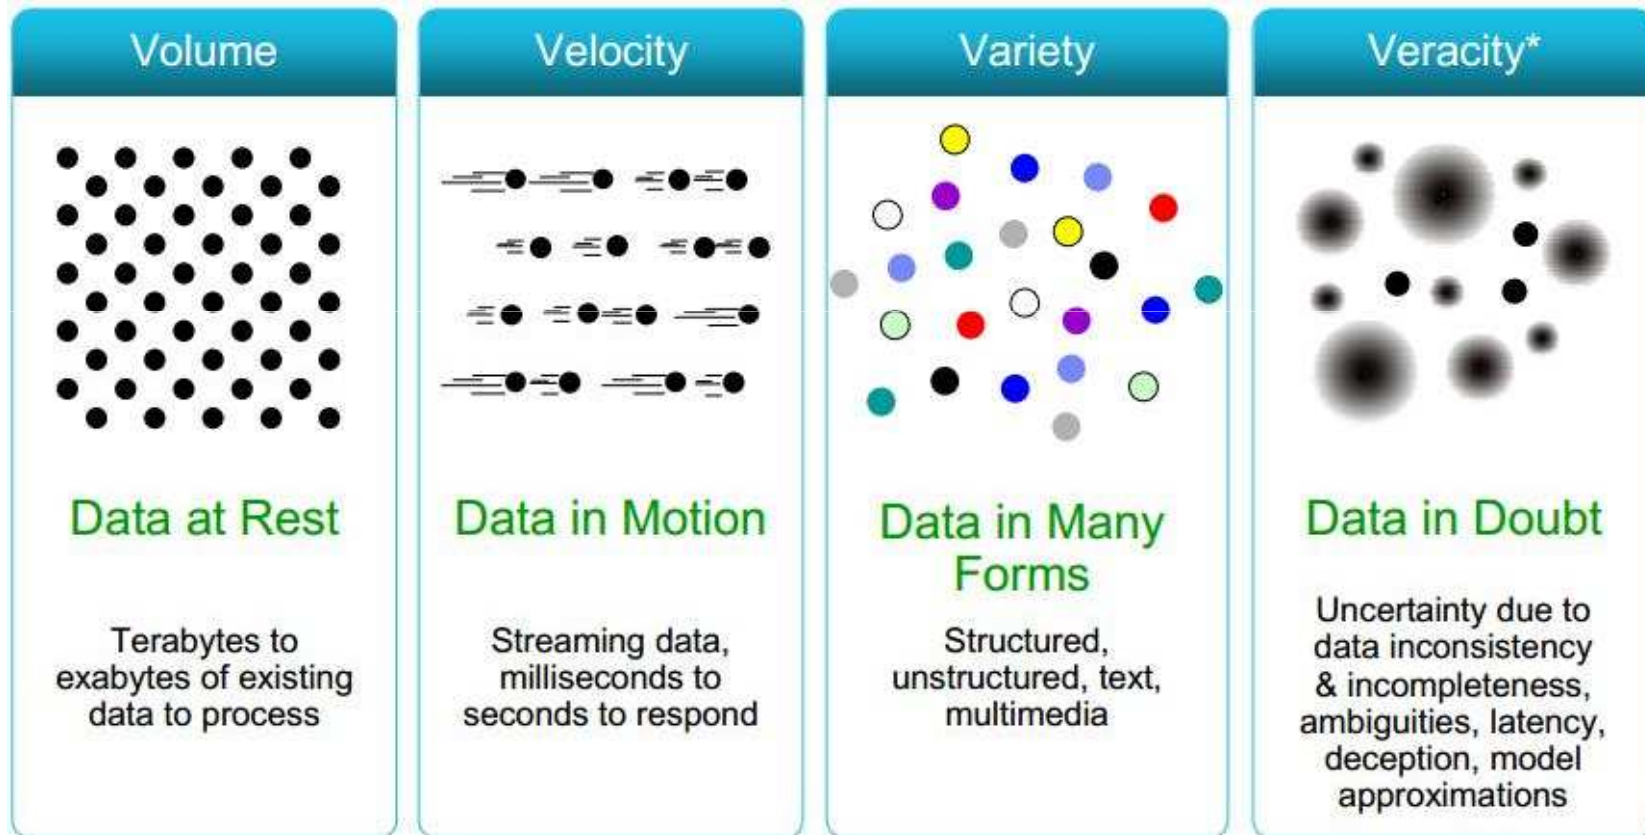 Volume
Data at Rest
Terabytes to
exabytes of existing
data to process
Velocity
Data in Motion
Streaming data,
milliseconds to
seconds to respond
Variety
Data in Many
Forms
Structured,
unstructured, text,
multimedia
Veracity*
Data in Doubt
Uncertainty due to
data inconsistency
& incompleteness,
ambiguities, latency,
deception, model
approximations